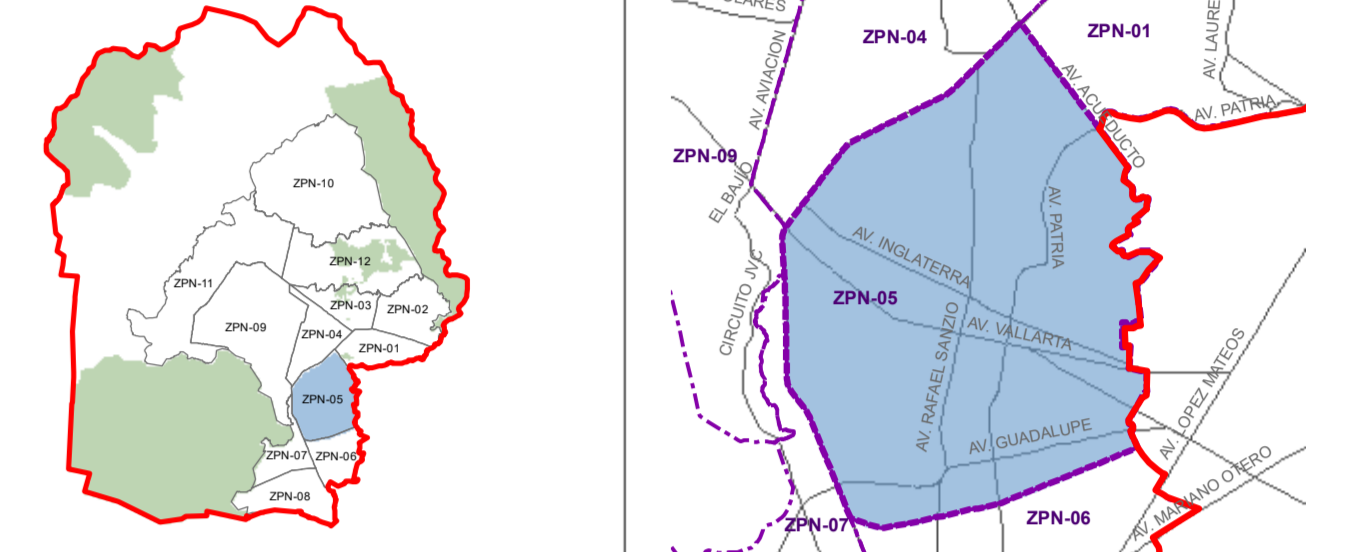 ZPN-10
ZPN-12
ZPN-11
ZPN-03
ZPN-02
ZPN-09
ZPN-04
ZPN-01
ZPN-05
ZPN-07
ZPN-06
ZPN-08
ZPN-04
ZPN-01
AV. LAURE
AV. AVIACION
AV. ACUEDUCTO
AV. PATRIA
ZPN-09
EL BAJÍO
AV. PATRIA
AV. INGLATERRA
CIRCUITO JVC
ZPN-05
AV. RAFAEL SANZIO
AV. VALLARTA
AV. LOPEZ MATEOS
AV. GUADALUPE
AV. MARIANO OTERO
ZPN-07
ZPN-06